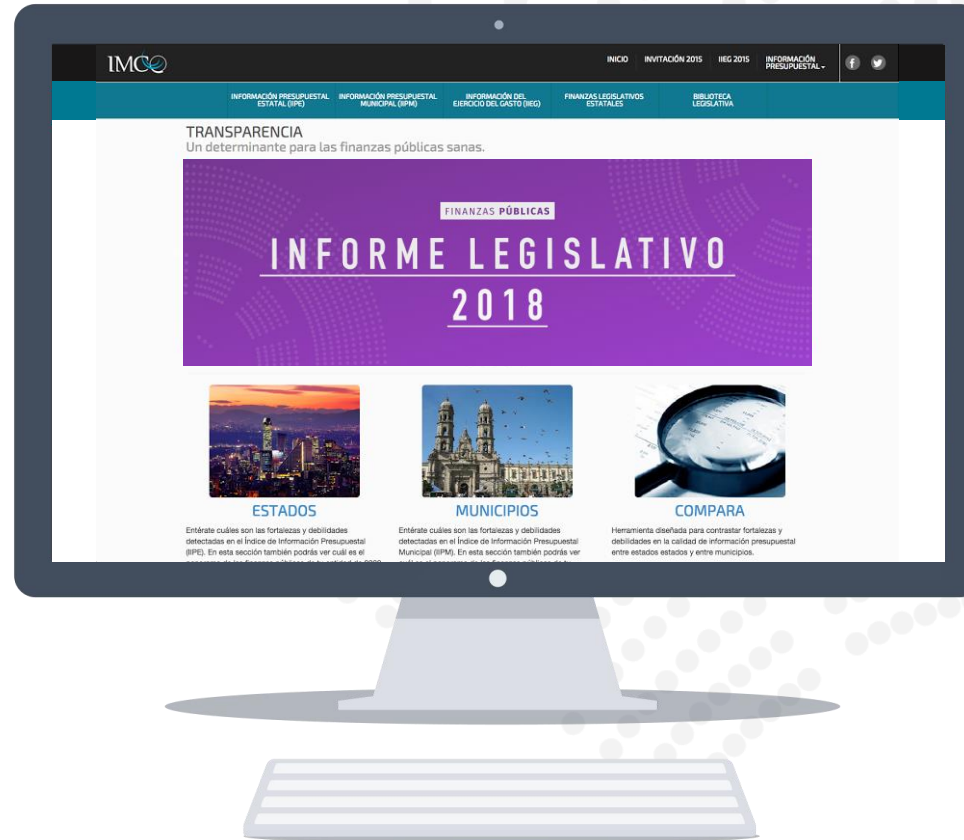 IMCO
INICIO INVITACIÓN 2015 IIEG 2015 INFORMACIÓN
PRESUPUESTAL
INFORMACIÓN PRESUPUESTAL
ESTATAL (IIPE)
INFORMACIÓN PRESUPUESTAL
MUNICIPAL (IIPM)
INFORMACIÓN DEL
EJERCICIO DEL GASTO (IIEG)
FINANZAS LEGISLATIVOS
ESTATALES
BIBLIOTECA
LEGISLATIVA
TRANSPARENCIA
Un determinante para las finanzas públicas sanas.
FINANZAS PÚBLICAS
INFORME LEGISLATIVO
2018
ESTADOS
Entérate cuáles son las fortalezas y debilidades
detectadas en el Índice de Información Presupuestal
(IIPE). En esta sección también podrás ver cuál es el
MUNICIPIOS
Entérate cuáles son las fortalezas y debilidades
detectadas en el Índice de Información Presupuestal
Municipal (IIPM). En esta sección también podrás ver
COMPARA
Herramienta diseñada para contrastar fortalezas y
debilidades en la calidad de información presupuestal
entre estados estados y entre municipios.